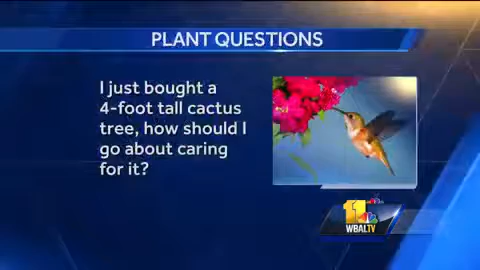 PLANT QUESTIONS
I just bought a
4-foot tall cactus
tree, how should I
go about caring
for it?
11
WBALTV